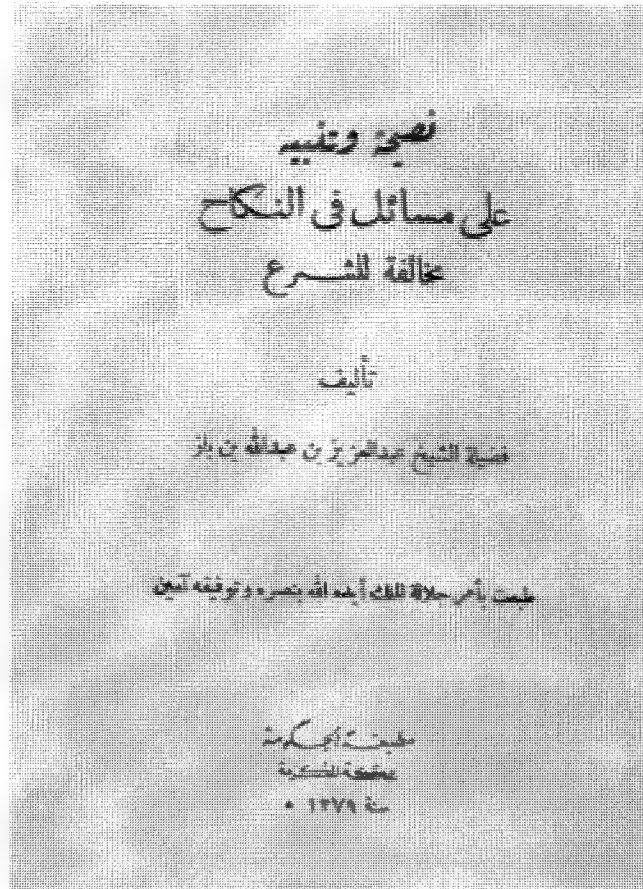 نصيحة وتنبيه
على مسائل في النكاح
مخالفة للشرع
تأليف
فضيلة الشيخ عبدالعزيز بن عبدالله بن باز
طبعت بأمر جلالة الملك أيده الله بنصره وتوفيقه آمين
مطبعة الحكومة
بمكة المكرمة
سنة ١٣٧٩